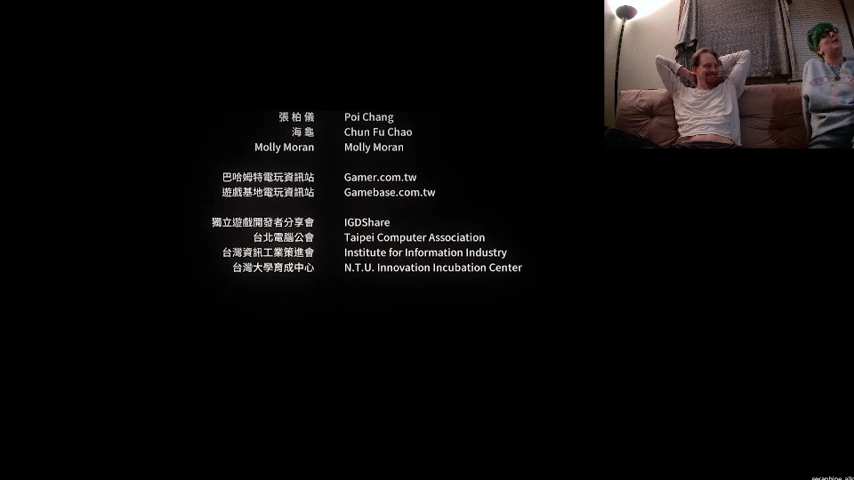 張 柏 儀 Poi Chang
海 龜 Chun Fu Chao
Molly Moran Molly Moran
巴哈姆特電玩資訊站 Gamer.com.tw
遊戲基地電玩資訊站 Gamebase.com.tw
獨立遊戲開發者分享會 IGDShare
台北電腦公會 Taipei Computer Association
台灣資訊工業策進會 Institute for Information Industry
台灣大學育成中心 N.T.U. Innovation Incubation Center